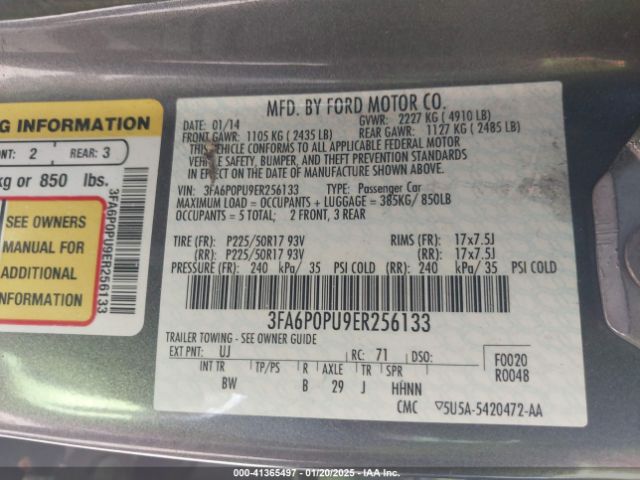 G INFORMATION
NT: 2 REAR: 3
kg or 850 lbs.
SEE OWNERS
MANUAL FOR
ADDITIONAL
INFORMATION
3FA6P0PU9ER256133
MFD. BY FORD MOTOR CO.
DATE: 01/14 GVWR: 2227 KG ( 4910 LB)
FRONT GAWR: 1105 KG ( 2435 LB) REAR GAWR: 1127 KG ( 2485 LB)
THIS VEHICLE CONFORMS TO ALL APPLICABLE FEDERAL MOTOR
VEHICLE SAFETY, BUMPER, AND THEFT PREVENTION STANDARDS
IN EFFECT ON THE DATE OF MANUFACTURE SHOWN ABOVE.
VIN: 3FA6P0PU9ER256133 TYPE: Passenger Car
MAXIMUM LOAD = OCCUPANTS + LUGGAGE = 385KG/ 850LB
OCCUPANTS = 5 TOTAL; 2 FRONT, 3 REAR
TIRE (FR): P225/50R17 93V RIMS (FR): 17x7.5J
(RR): P225/50R17 93V (RR): 17x7.5J
PRESSURE (FR): 240 kPa/ 35 PSI COLD (RR): 240 kPa/ 35 PSI COLD
3FA6P0PU9ER256133
TRAILER TOWING - SEE OWNER GUIDE
EXT PNT: UJ RC: 71 DSO: F0020
INT TR TP/PS R AXLE TR SPR R0048
BW B 29 J HHNN
CMC ▽5U5A-5420472-AA
000-41365497 - 01/20/2025 - IAA Inc.